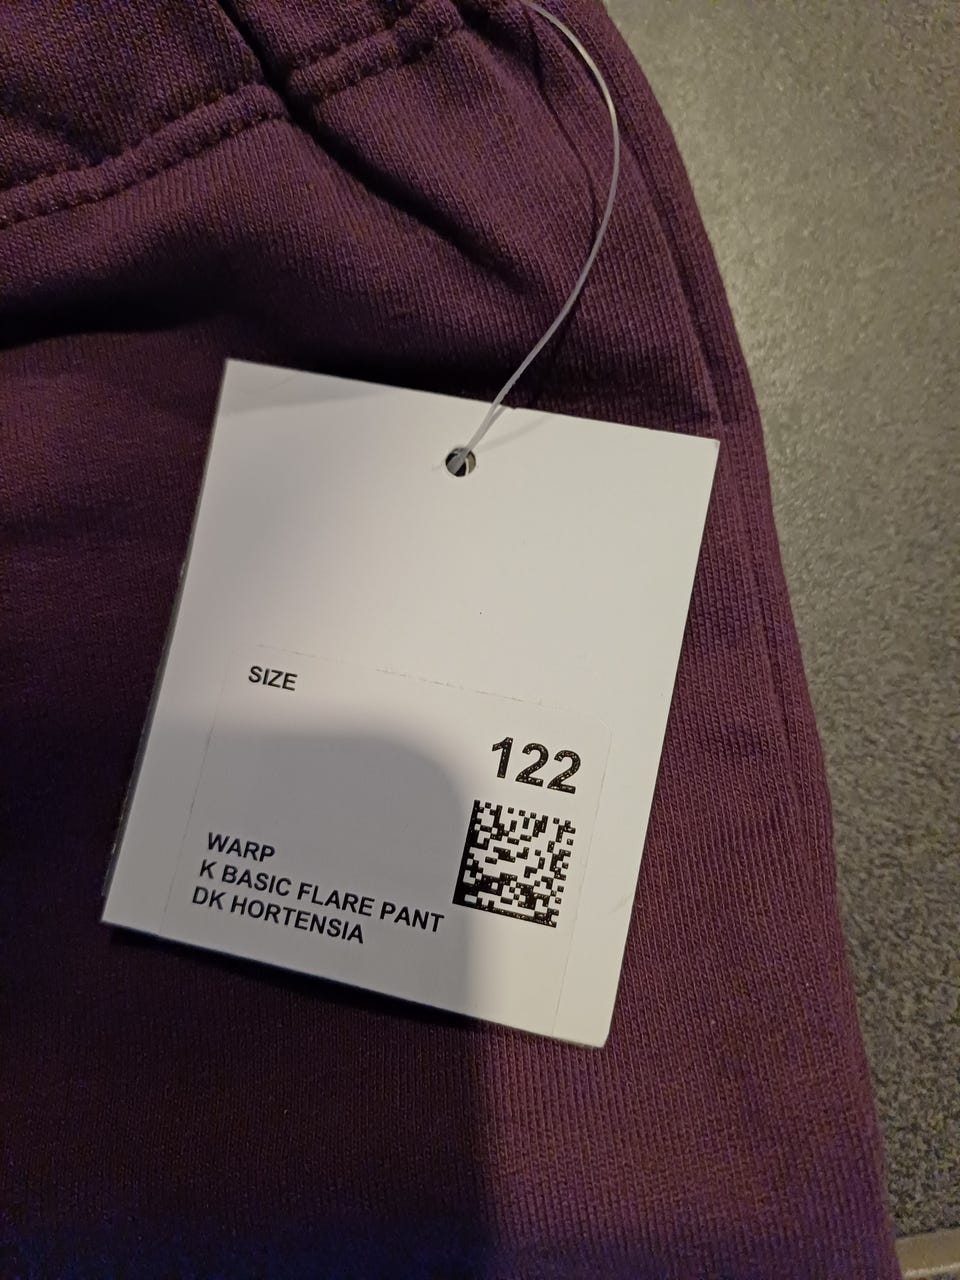 SIZE
122
WARP
K BASIC FLARE PANT
DK HORTENSIA